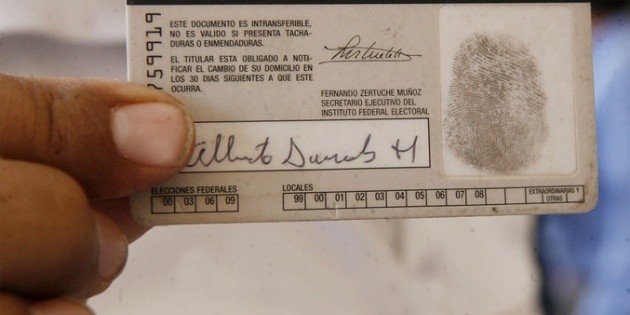 759919
ESTE DOCUMENTO ES INTRANSFERIBLE,
NO ES VALIDO SI PRESENTA TACHA-
DURAS O ENMENDADURAS.
EL TITULAR ESTA OBLIGADO A NOTI-
FICAR EL CAMBIO DE SU DOMICILIO EN
LOS 30 DIAS SIGUIENTES A QUE ESTE
OCURRA.
FERNANDO ZERTUCHE MUÑOZ
SECRETARIO EJECUTIVO DEL
INSTITUTO FEDERAL ELECTORAL
Alberto
ELECCIONES FEDERALES
00 03 06 09
LOCALES
99 00 01 02 03 04 05 06 07 08
EXTRAORDINARIAS Y
OTRAS